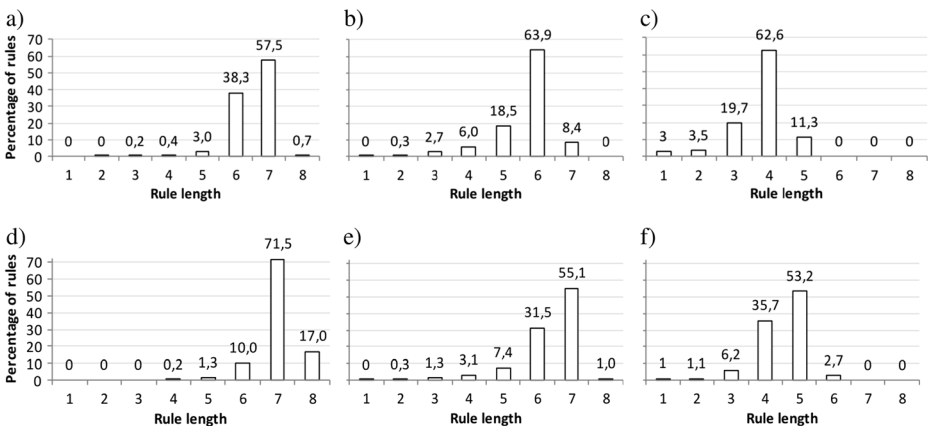 a)
b)
c)
Percentage of rules
70
60
50
40
30
20
10
0
0 0 0,2 0,4 3,0 38,3 57,5 0,7
1 2 3 4 5 6 7 8
Rule length
0 0,3 2,7 6,0 18,5 63,9 8,4 0
1 2 3 4 5 6 7 8
Rule length
3 3,5 19,7 62,6 11,3 0 0 0
1 2 3 4 5 6 7 8
Rule length
d)
e)
f)
Percentage of rules
70
60
50
40
30
20
10
0
0 0 0 0,2 1,3 10,0 71,5 17,0
1 2 3 4 5 6 7 8
Rule length
0 0,3 1,3 3,1 7,4 31,5 55,1 1,0
1 2 3 4 5 6 7 8
Rule length
1 1,1 6,2 35,7 53,2 2,7 0 0
1 2 3 4 5 6 7 8
Rule length